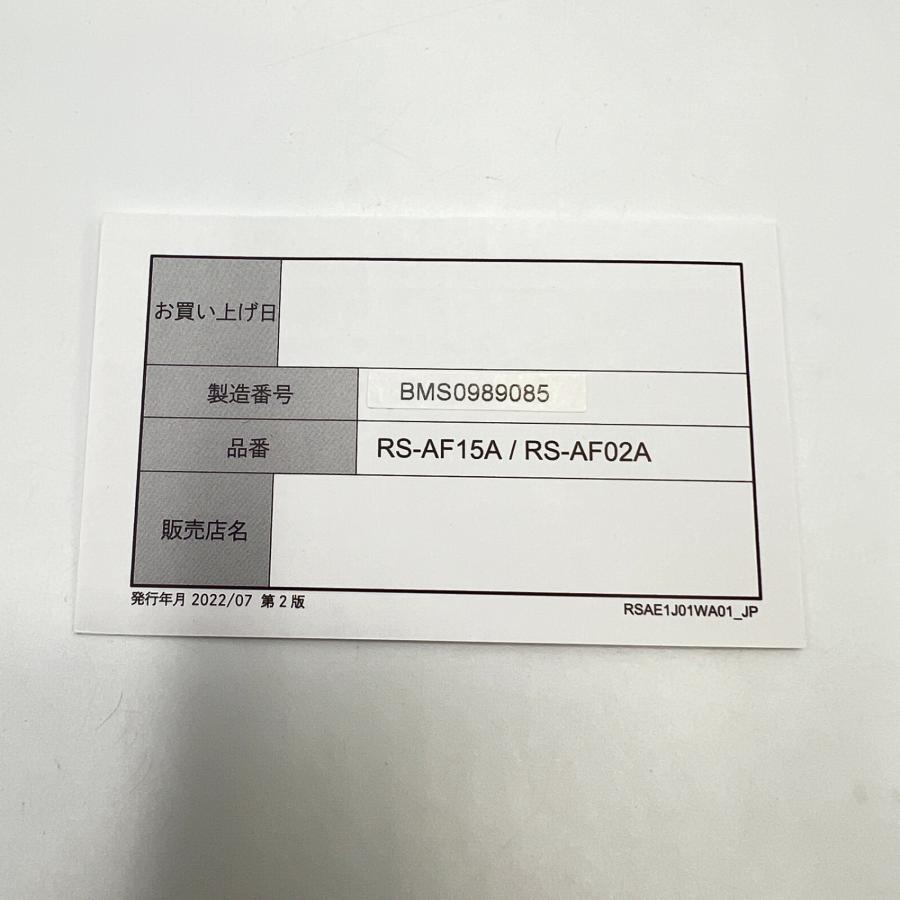 お買い上げ日
製造番号 BMS0989085
品番 RS-AF15A / RS-AF02A
販売店名
発行年月 2022/07 第2版
RSAE1J01WA01_JP